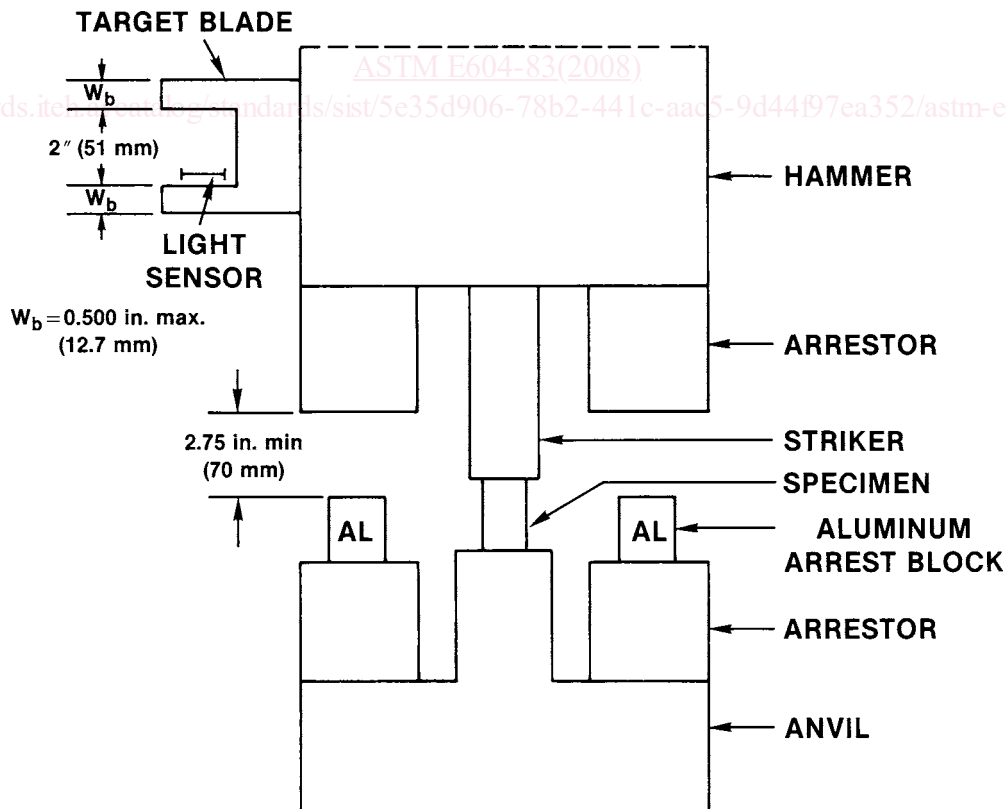 TARGET BLADE
ASTM E604-83(2008)
Wb
ds.iteh.ai/catalog/standards/sist/5e35d906-78b2-441c-aac5-9d44f97ea352/astm-e
2″ (51 mm)
Wb
HAMMER
LIGHT
SENSOR
Wb=0.500 in. max.
(12.7 mm)
ARRESTOR
2.75 in. min
(70 mm)
STRIKER
SPECIMEN
AL
AL
ALUMINUM
ARREST BLOCK
ARRESTOR
ANVIL